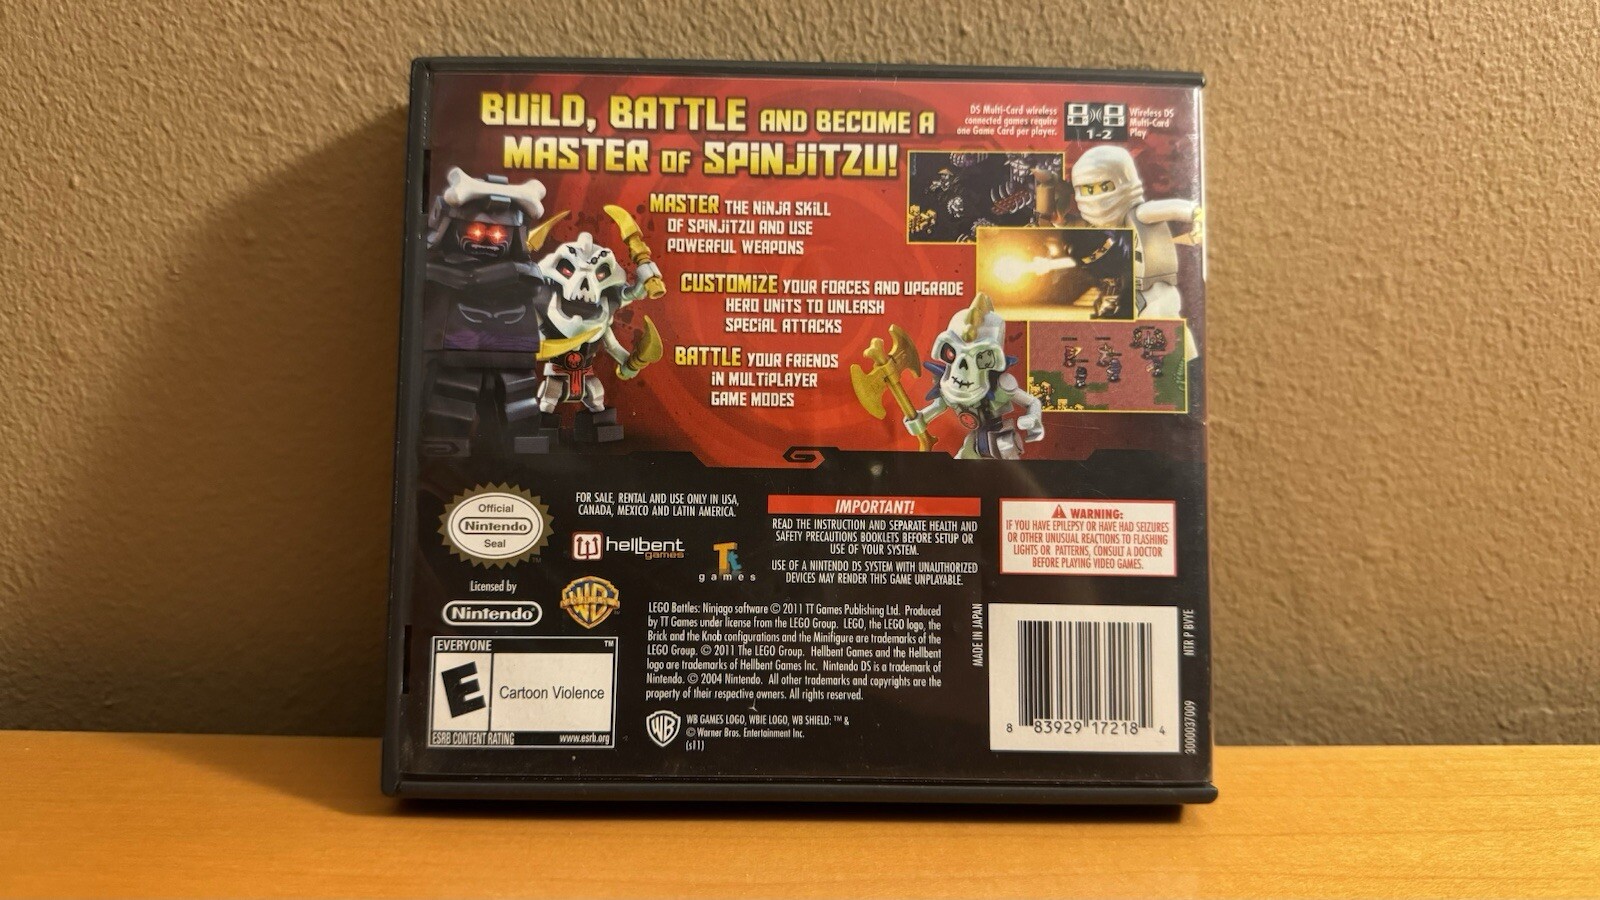 BUILD, BATTLE AND BECOME A
MASTER OF SPINJITZU!
DS Multi-Card wireless
connected games require
one Game Card per player.
1-2
Wireless DS
Multi-Card
Play
MASTER THE NINJA SKILL
OF SPINJITZU AND USE
POWERFUL WEAPONS
CUSTOMIZE YOUR FORCES AND UPGRADE
HERO UNITS TO UNLEASH
SPECIAL ATTACKS
BATTLE YOUR FRIENDS
IN MULTIPLAYER
GAME MODES
Official
Nintendo
Seal
TM
Licensed by
Nintendo®
FOR SALE, RENTAL AND USE ONLY IN USA,
CANADA, MEXICO AND LATIN AMERICA.
hellbent
games
Tt
games
WB
IMPORTANT!
READ THE INSTRUCTION AND SEPARATE HEALTH AND
SAFETY PRECAUTIONS BOOKLETS BEFORE SETUP OR
USE OF YOUR SYSTEM.
USE OF A NINTENDO DS SYSTEM WITH UNAUTHORIZED
DEVICES MAY RENDER THIS GAME UNPLAYABLE.
WARNING:
IF YOU HAVE EPILEPSY OR HAVE HAD SEIZURES
OR OTHER UNUSUAL REACTIONS TO FLASHING
LIGHTS OR PATTERNS, CONSULT A DOCTOR
BEFORE PLAYING VIDEO GAMES.
LEGO Battles: Ninjago software © 2011 TT Games Publishing Ltd. Produced
by TT Games under license from the LEGO Group. LEGO, the LEGO logo, the
Brick and the Knob configurations and the Minifigure are trademarks of the
LEGO Group. © 2011 The LEGO Group. Hellbent Games and the Hellbent
logo are trademarks of Hellbent Games Inc. Nintendo DS is a trademark of
Nintendo. © 2004 Nintendo. All other trademarks and copyrights are the
property of their respective owners. All rights reserved.
WB
WB GAMES LOGO, WBIE LOGO, WB SHIELD: ™ &
© Warner Bros. Entertainment Inc.
(s11)
EVERYONE
TM
E
Cartoon Violence
ESRB CONTENT RATING
www.esrb.org
MADE IN JAPAN
8 83929 17218 4
NTR P BVYE
3000037009